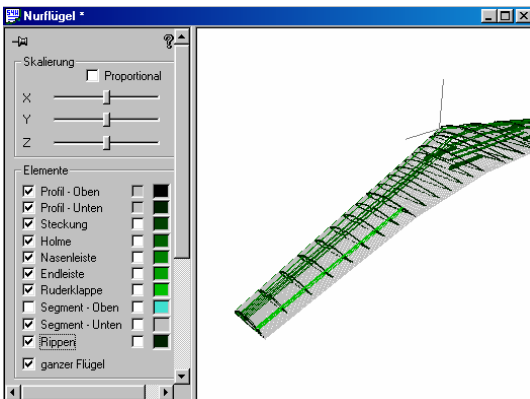 Nurflügel *
?
Skalierung
Proportional
X
Y
Z
Elemente
Profil - Oben
Profil - Unten
Steckung
Holme
Nasenleiste
Endleiste
Ruderklappe
Segment - Oben
Segment - Unten
Rippen
ganzer Flügel